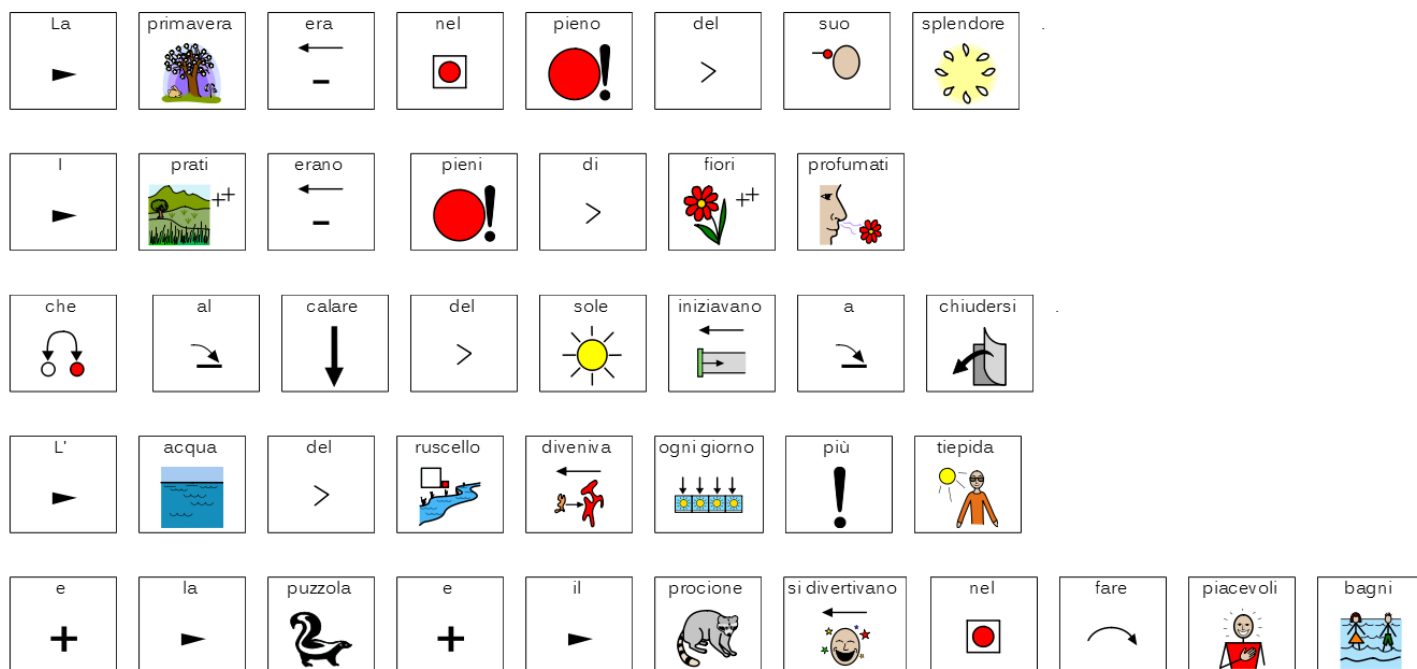 La primavera era nel pieno del suo splendore .
I prati erano pieni di fiori profumati
che al calare del sole iniziavano a chiudersi .
L' acqua del ruscello diveniva ogni giorno più tiepida
e la puzzola e il procione si divertivano nel fare piacevoli bagni